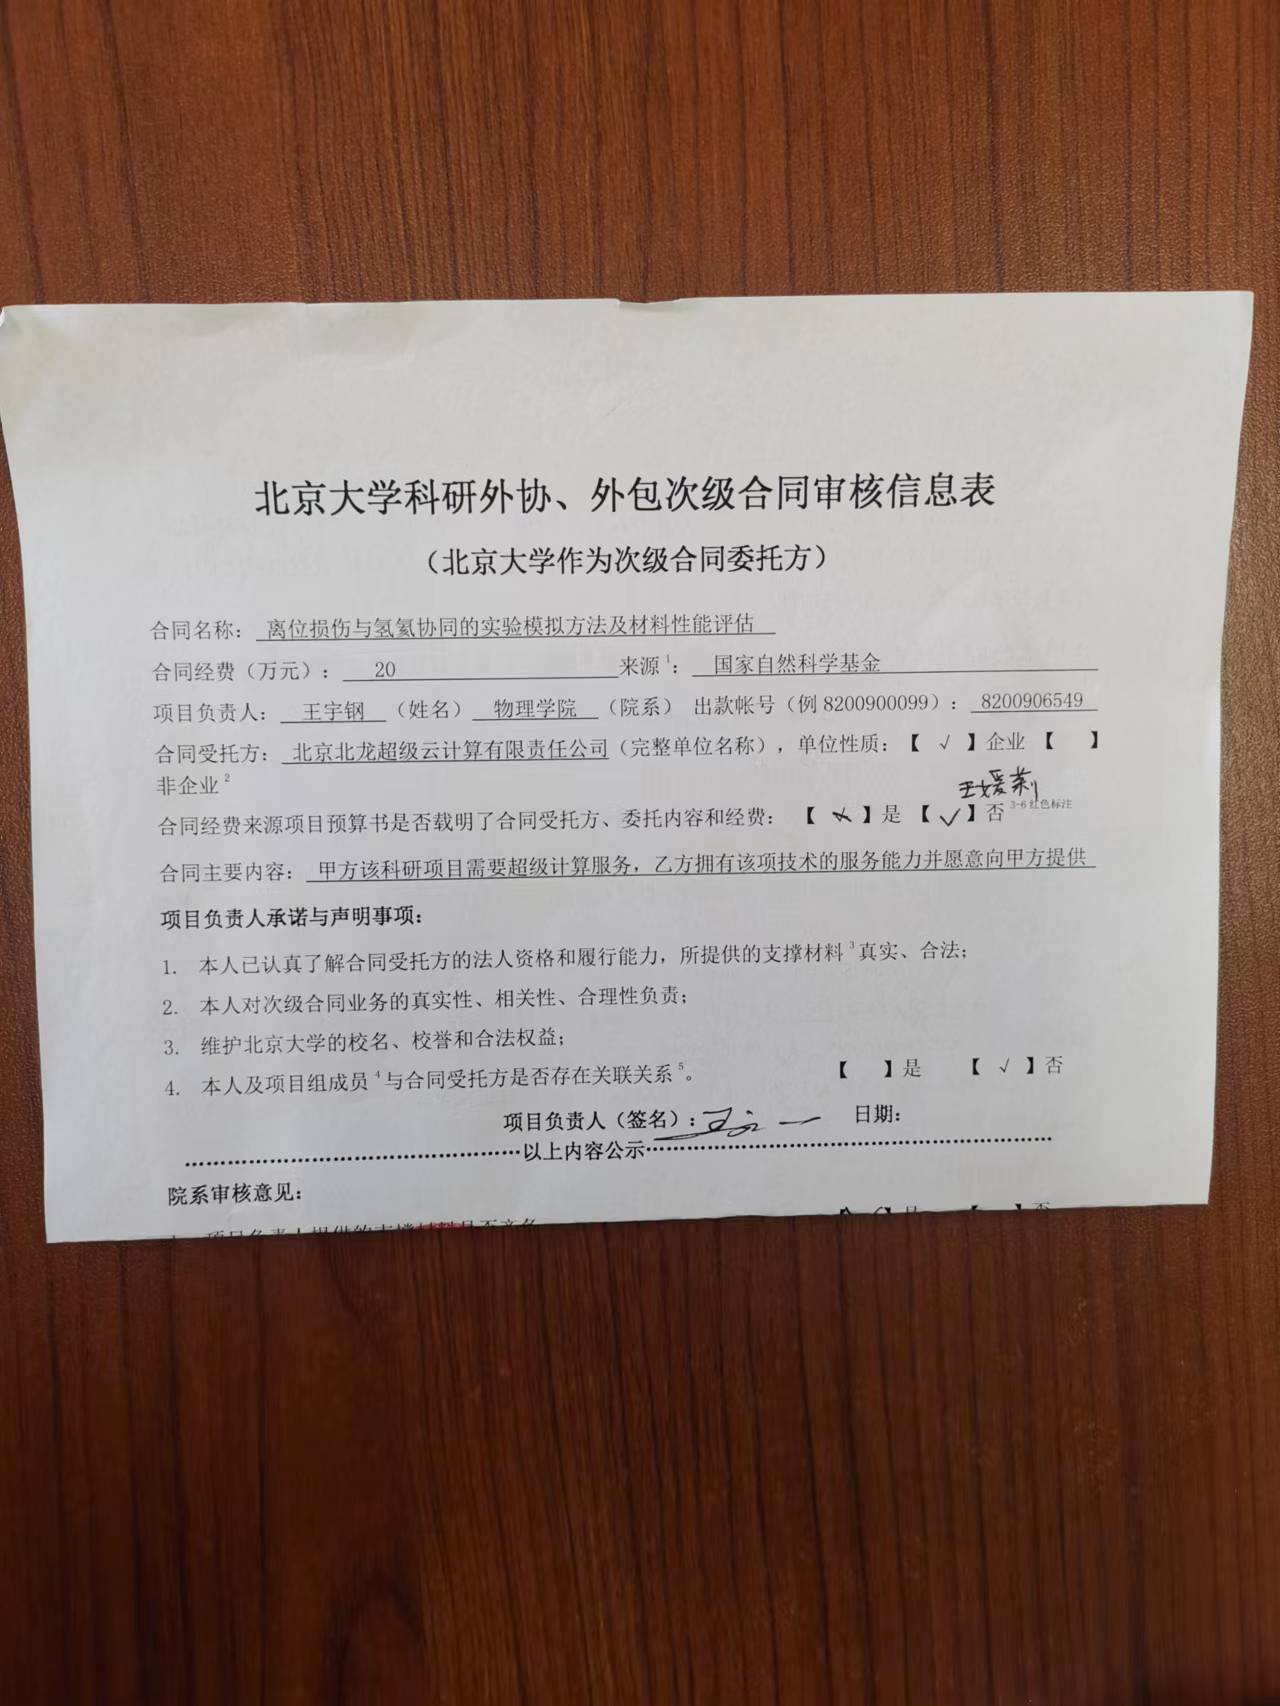 北京大学科研外协、外包次级合同审核信息表
（北京大学作为次级合同委托方）
合同名称： 离位损伤与氢氦协同的实验模拟方法及材料性能评估
合同经费（万元）： 20 来源1： 国家自然科学基金
项目负责人： 王宇钢 （姓名） 物理学院 （院系） 出款帐号（例 8200900099）： 8200906549
合同受托方： 北京北龙超级云计算有限责任公司（完整单位名称），单位性质：【 √ 】企业 【 】
非企业2
王媛莉
3-6 红色标注
合同经费来源项目预算书是否载明了合同受托方、委托内容和经费： 【 × 】是 【 √ 】否
合同主要内容： 甲方该科研项目需要超级计算服务，乙方拥有该项技术的服务能力并愿意向甲方提供
项目负责人承诺与声明事项：
1. 本人已认真了解合同受托方的法人资格和履行能力，所提供的支撑材料3真实、合法；
2. 本人对次级合同业务的真实性、相关性、合理性负责；
3. 维护北京大学的校名、校誉和合法权益；
4. 本人及项目组成员4与合同受托方是否存在关联关系5。 【 】是 【 √ 】否
项目负责人（签名）： 日期：
以上内容公示
院系审核意见：